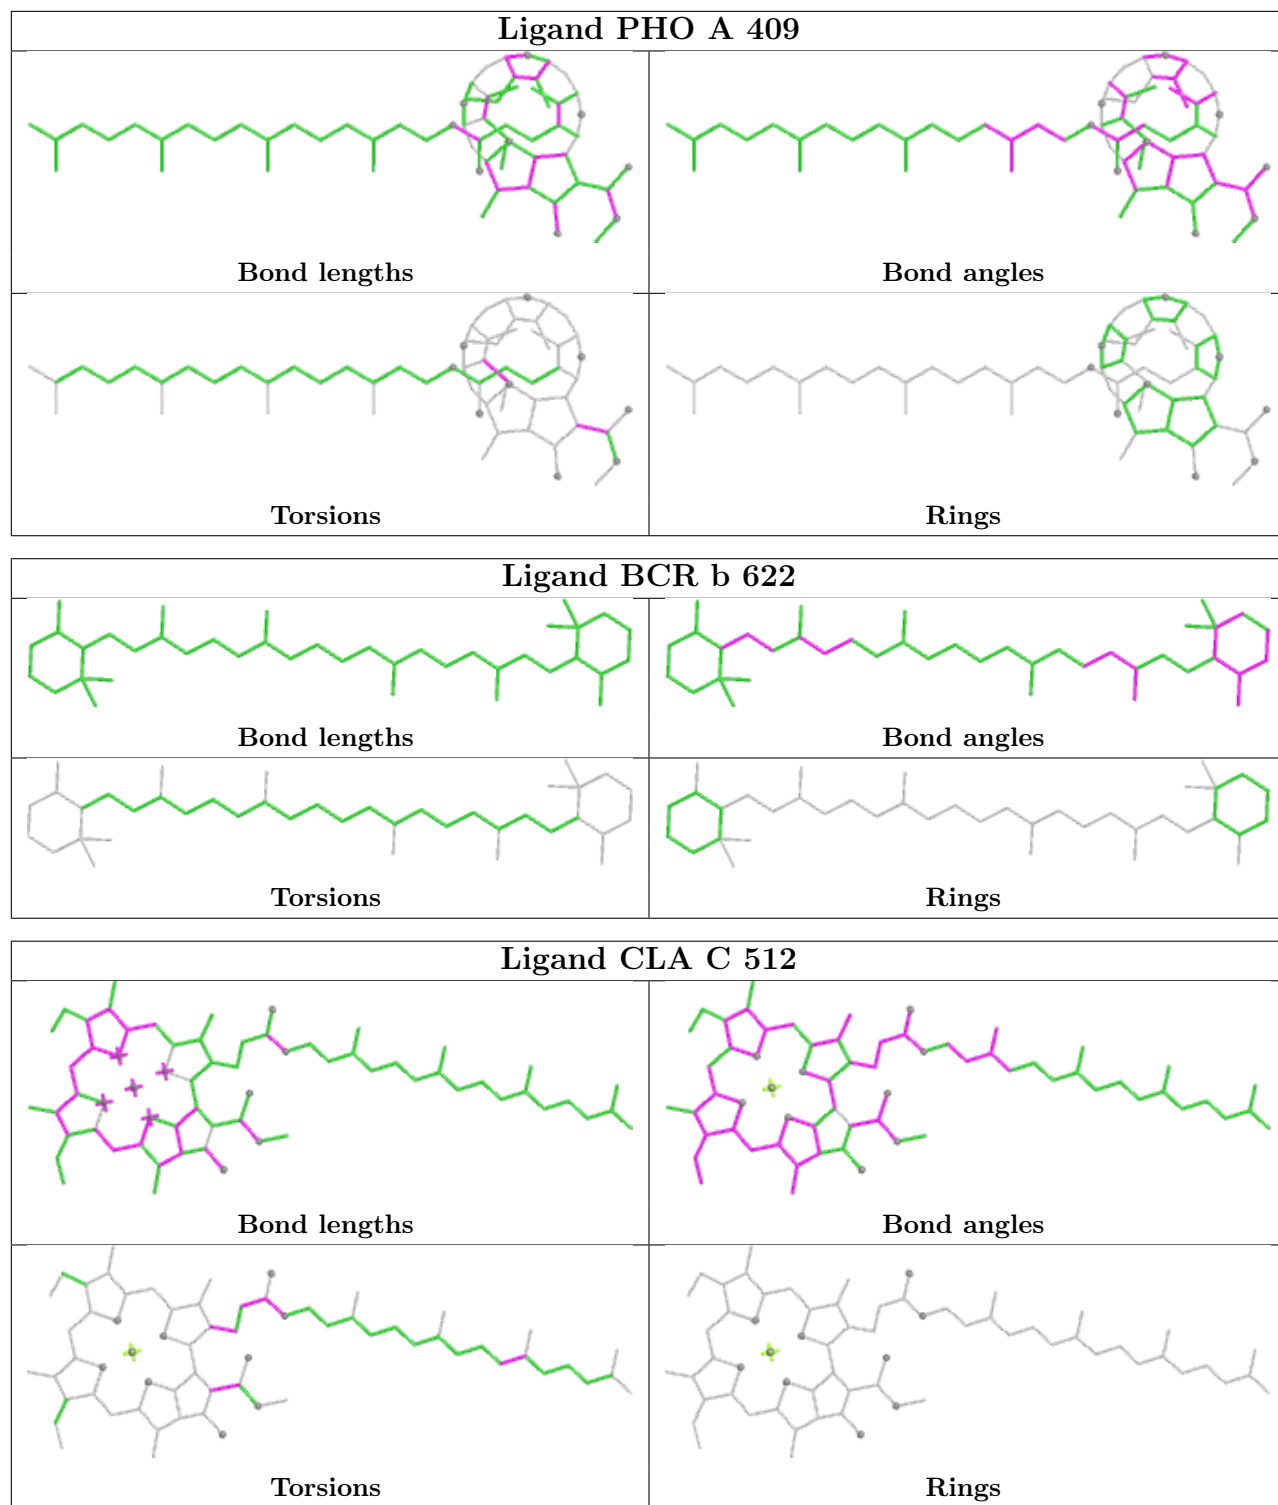 Ligand PHO A 409
Bond lengths
Bond angles
Torsions
Rings
Ligand BCR b 622
Bond lengths
Bond angles
Torsions
Rings
Ligand CLA C 512
Bond lengths
Bond angles
Torsions
Rings